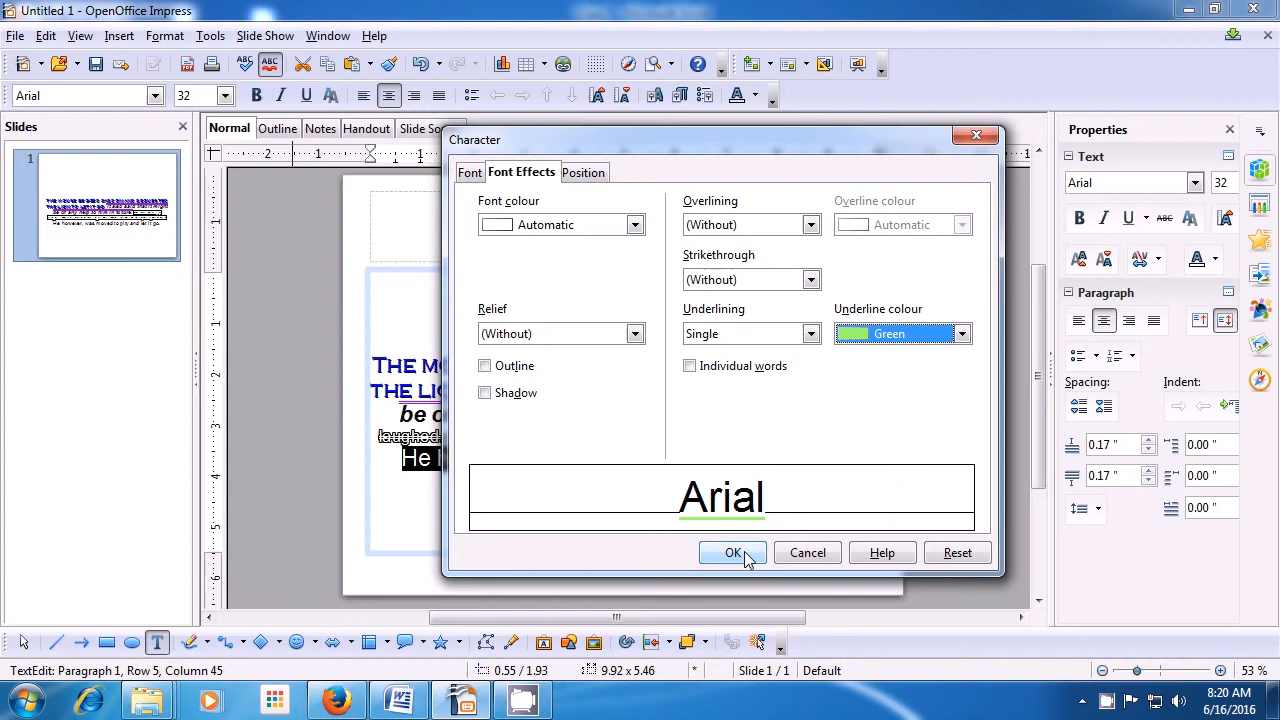 Untitled 1 - OpenOffice Impress
File Edit View Insert Format Tools Slide Show Window Help
Arial 32
Slides
Normal Outline Notes Handout
1
Character
Font Font Effects Position
Font colour
Automatic
Overlining
(Without)
Overline colour
Automatic
Strikethrough
(Without)
Relief
(Without)
Underlining
Single
Underline colour
Green
Outline
Individual words
Shadow
Arial
OK Cancel Help Reset
THE
THE
be
laughed
He
Properties
Text
Arial 32
Paragraph
Spacing: Indent:
0.17 " 0.00 "
0.17 " 0.00 "
0.00 "
TextEdit: Paragraph 1, Row 5, Column 45 0.55 / 1.93 9.92 x 5.46 * Slide 1 / 1 Default 53 %
8:20 AM
6/16/2016